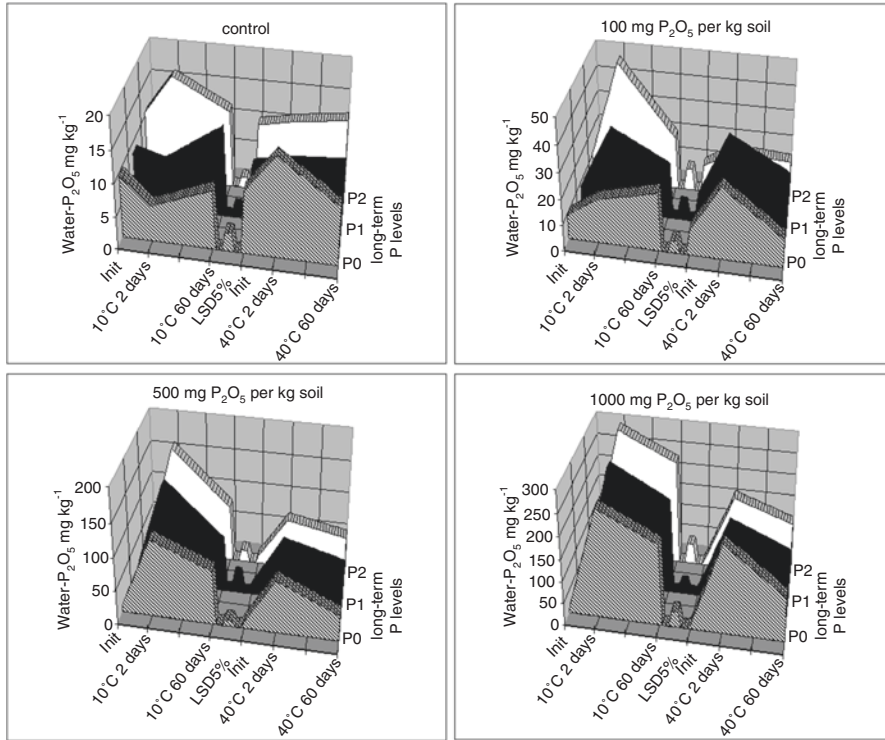 control
Water-P₂O₅ mg kg⁻¹
20
15
10
5
0
Init
10°C 2 days
10°C 60 days
LSD5%
Init
40°C 2 days
40°C 60 days
P2
P1
P0
long-term
P levels
100 mg P₂O₅ per kg soil
Water-P₂O₅ mg kg⁻¹
50
40
30
20
10
0
Init
10°C 2 days
10°C 60 days
LSD5%
Init
40°C 2 days
40°C 60 days
P2
P1
P0
long-term
P levels
500 mg P₂O₅ per kg soil
Water-P₂O₅ mg kg⁻¹
200
150
100
50
0
Init
10°C 2 days
10°C 60 days
LSD5%
Init
40°C 2 days
40°C 60 days
P2
P1
P0
long-term
P levels
1000 mg P₂O₅ per kg soil
Water-P₂O₅ mg kg⁻¹
300
250
200
150
100
50
0
Init
10°C 2 days
10°C 60 days
LSD5%
Init
40°C 2 days
40°C 60 days
P2
P1
P0
long-term
P levels